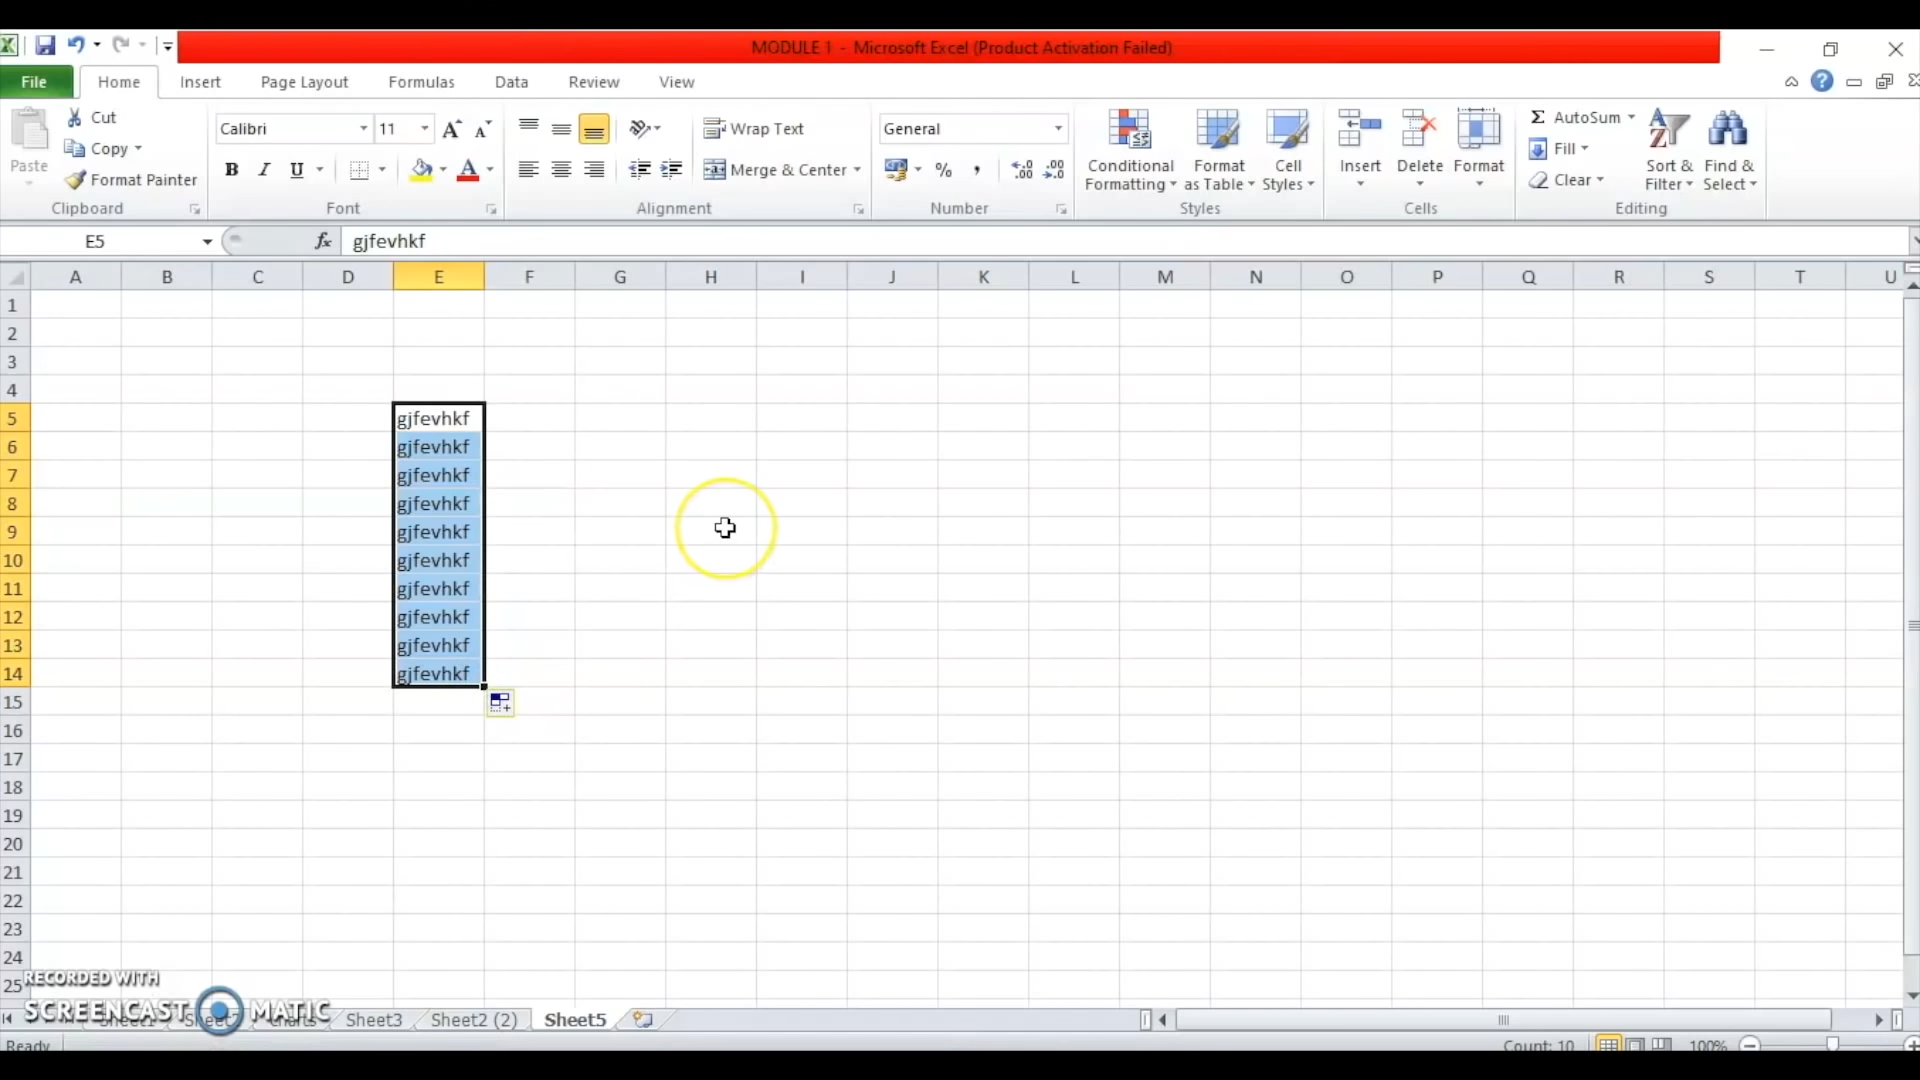 MODULE 1 - Microsoft Excel (Product Activation Failed)
File Home Insert Page Layout Formulas Data Review View
Cut
Copy
Format Painter
Paste
Clipboard
Calibri 11
B I U
Font
Wrap Text
Merge & Center
Alignment
General
% ,
Number
Conditional Formatting
Format as Table
Cell Styles
Styles
Insert Delete Format
Cells
Σ AutoSum
Fill
Clear
Sort & Filter
Find & Select
Editing
E5 fx gjfevhkf
A B C D E F G H I J K L M N O P Q R S T U
1
2
3
4
5 gjfevhkf
6 gjfevhkf
7 gjfevhkf
8 gjfevhkf
9 gjfevhkf
10 gjfevhkf
11 gjfevhkf
12 gjfevhkf
13 gjfevhkf
14 gjfevhkf
15
16
17
18
19
20
21
22
23
24
25
RECORDED WITH
SCREENCAST MATIC
Sheet3 Sheet2 (2) Sheet5
Ready Count: 10 100%